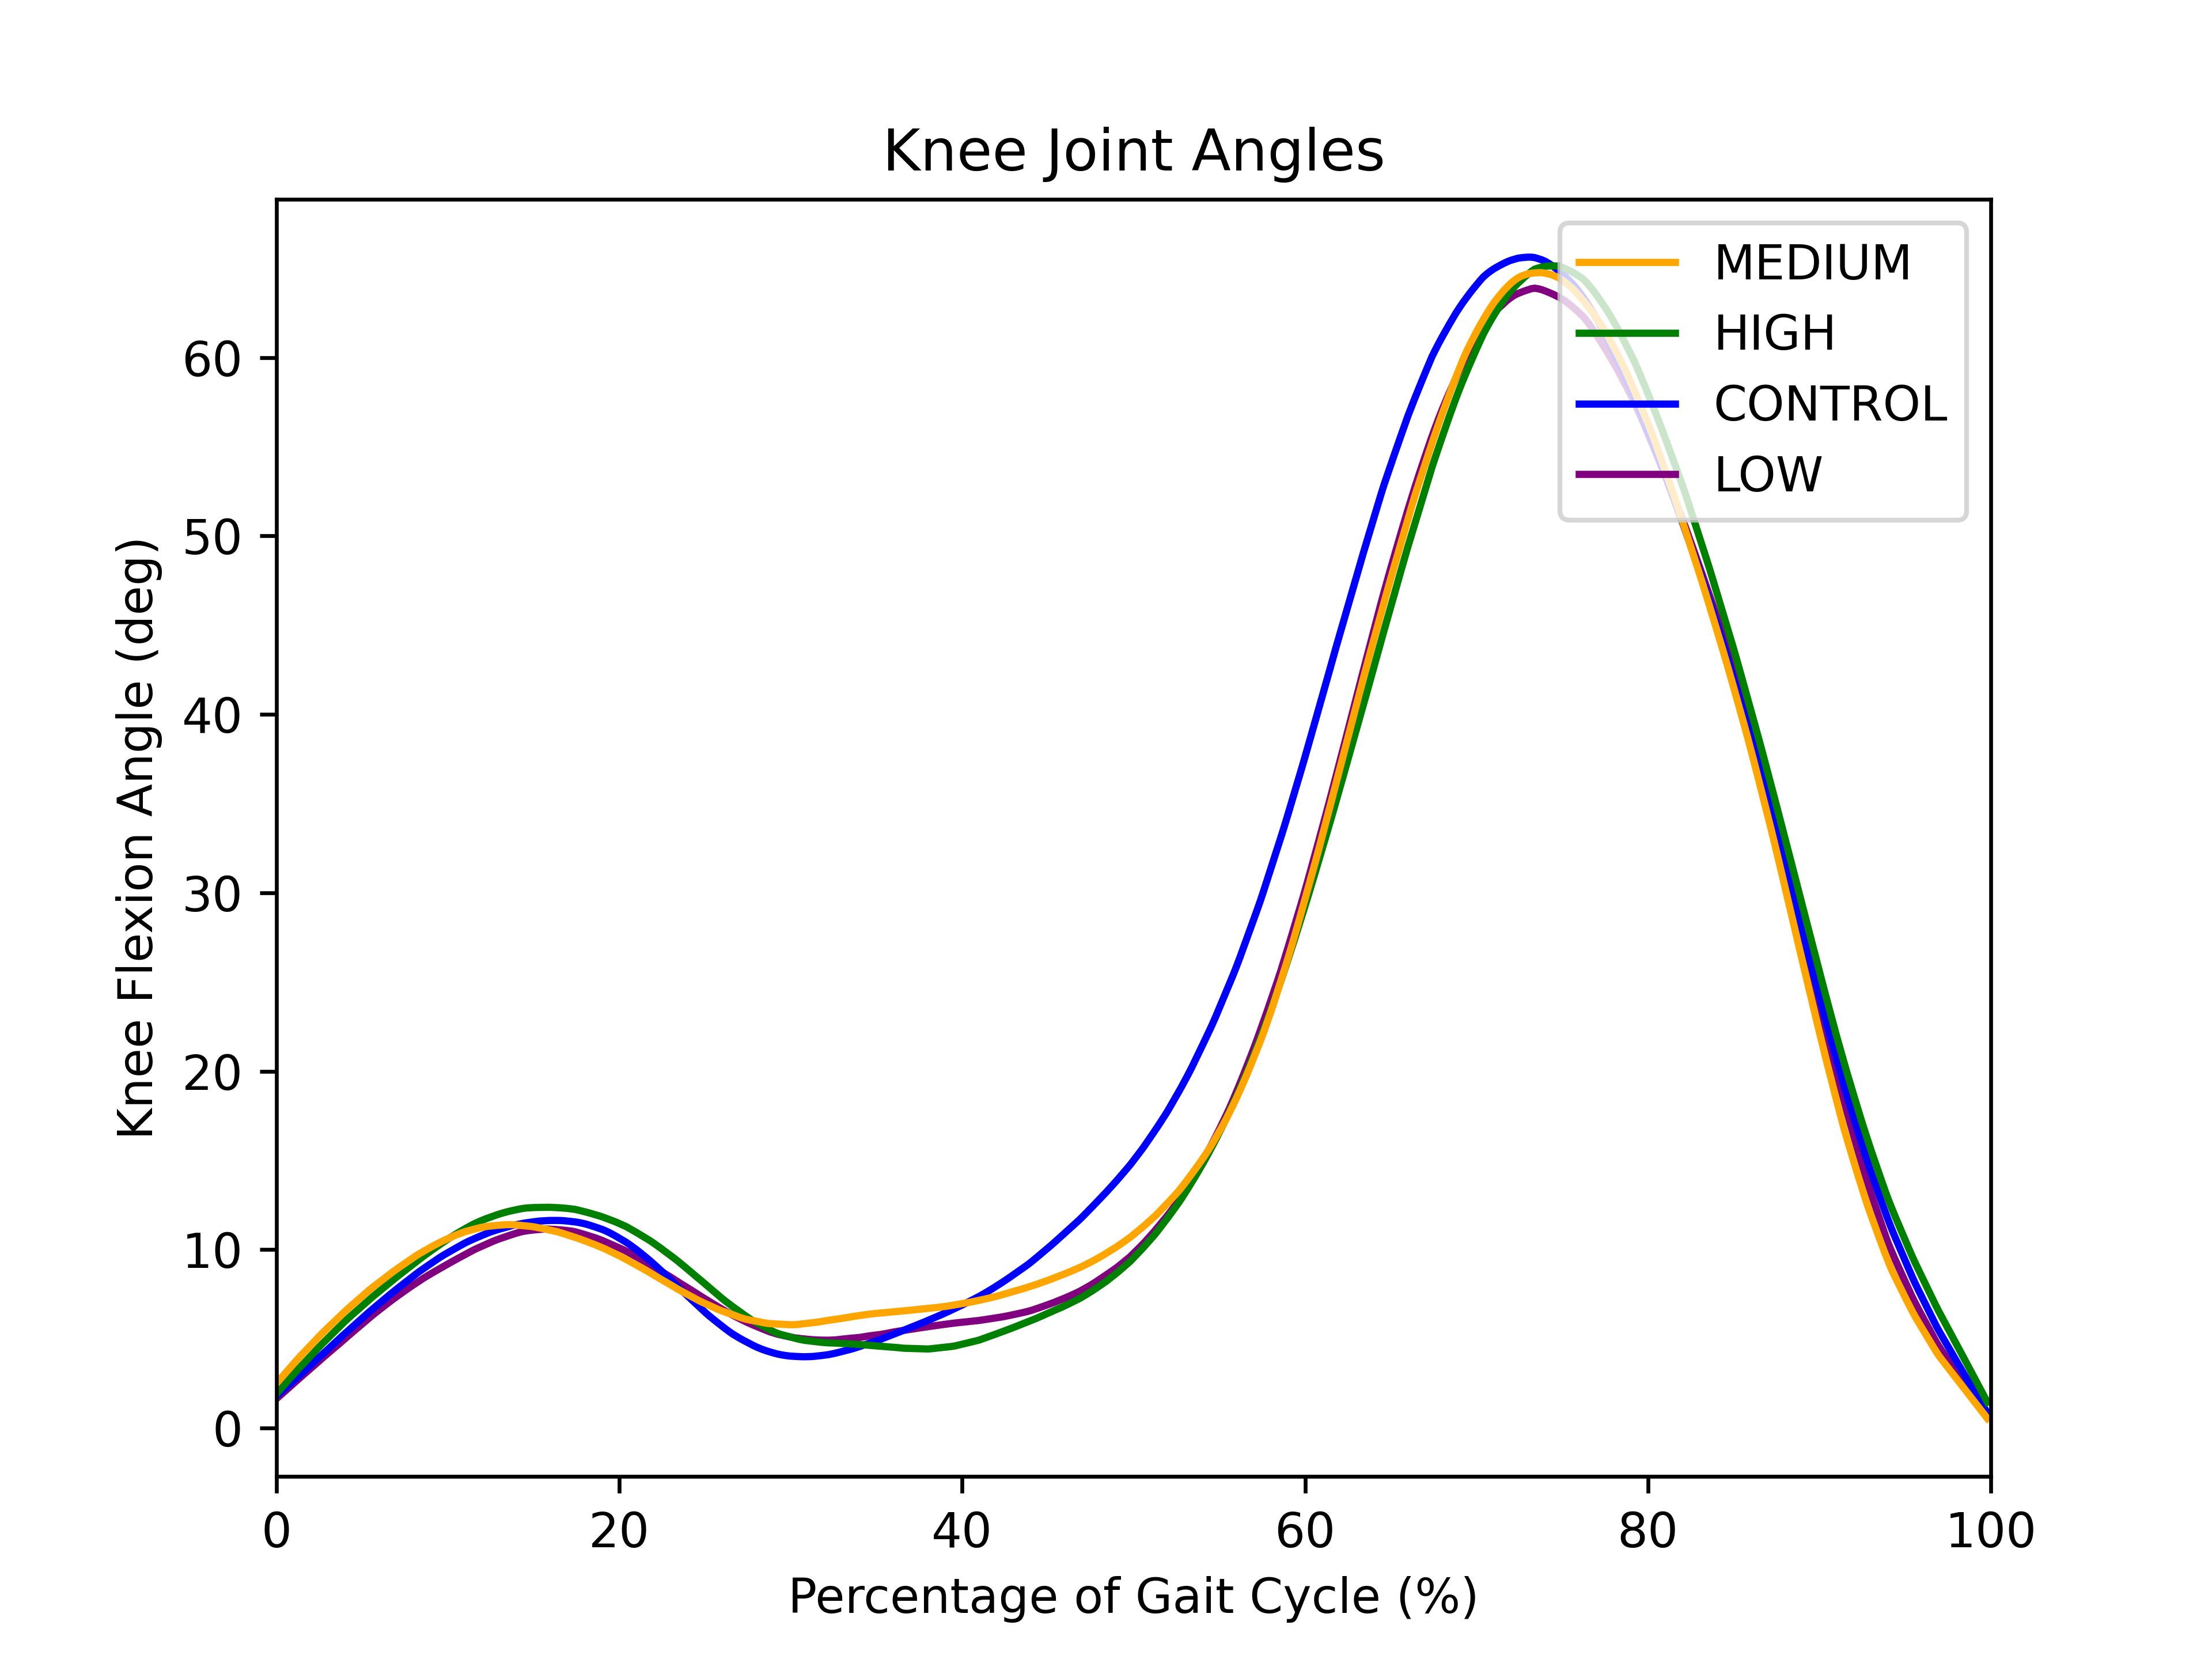 Knee Joint Angles
MEDIUM
HIGH
CONTROL
LOW
Knee Flexion Angle (deg)
60
50
40
30
20
10
0
0 20 40 60 80 100
Percentage of Gait Cycle (%)